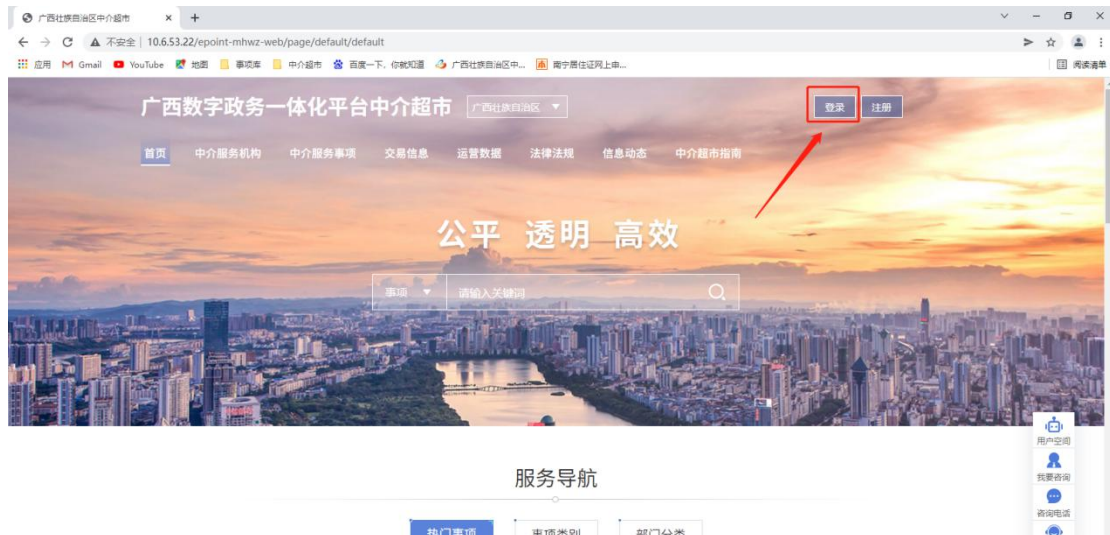 广西壮族自治区中介超市
不安全 | 10.6.53.22/epoint-mhwz-web/page/default/default
应用 Gmail YouTube 地图 事项库 中介超市 百度一下，你就知道 广西壮族自治区中... 南宁居住证网上申... 阅读清单
广西数字政务一体化平台中介超市 广西壮族自治区 登录 注册
首页 中介服务机构 中介服务事项 交易信息 运营数据 法律法规 信息动态 中介超市指南
公平 透明 高效
事项 请输入关键词
用户空间
我要咨询
咨询电话
服务导航
热门事项 事项类别 部门分类